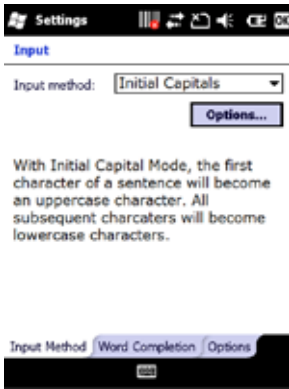 Settings
OK
Input
Input method: Initial Capitals
Options...
With Initial Capital Mode, the first
character of a sentence will become
an uppercase character. All
subsequent charcaters will become
lowercase characters.
Input Method Word Completion Options